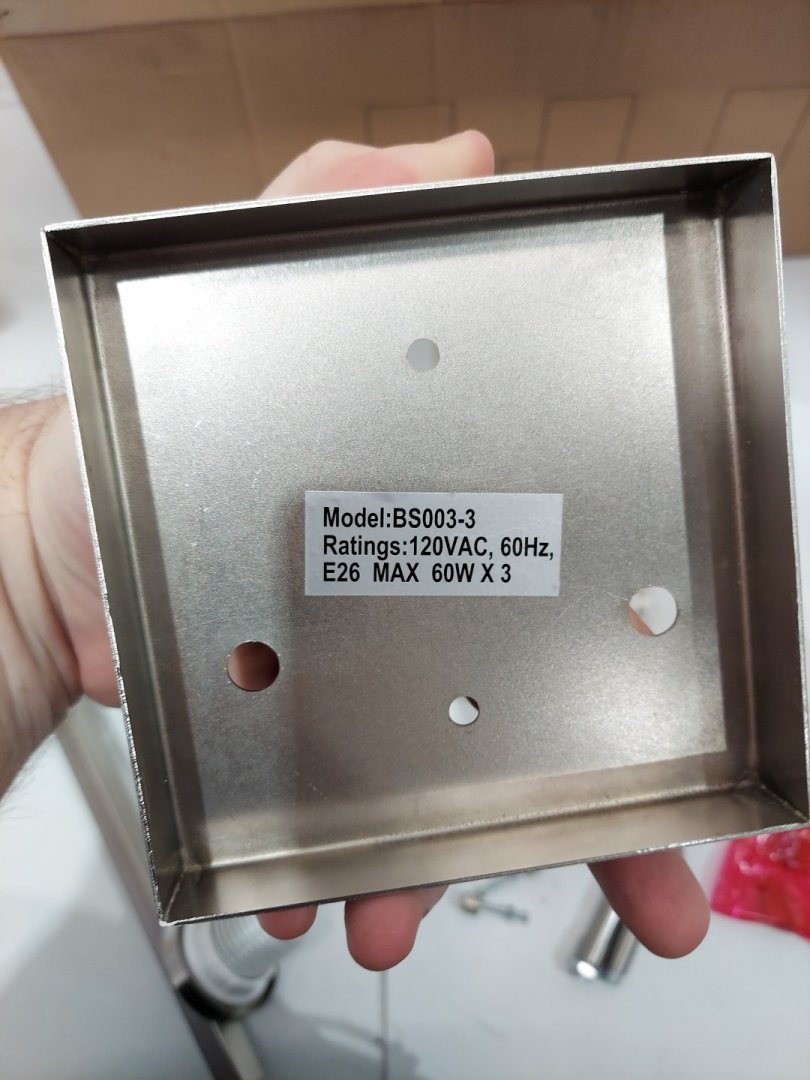 Model:BS003-3
Ratings:120VAC, 60Hz,
E26 MAX 60W X 3